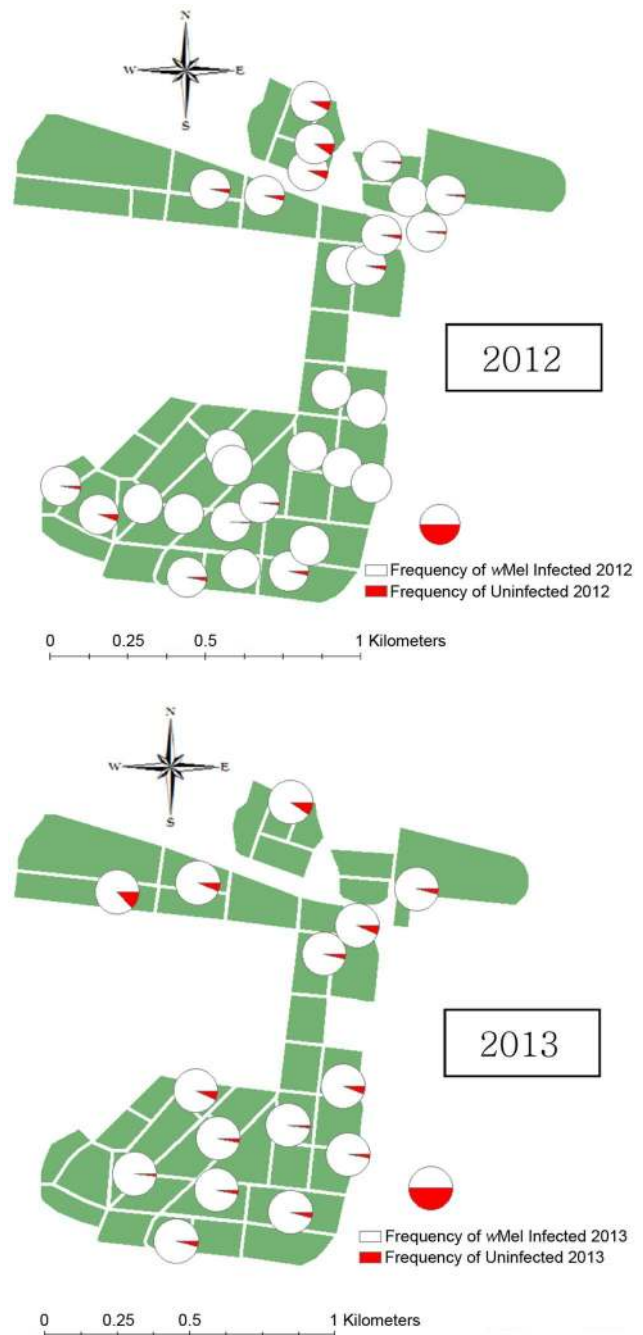 N
W E
S
2012
Frequency of wMel Infected 2012
Frequency of Uninfected 2012
0 0.25 0.5 1 Kilometers
N
W E
S
2013
Frequency of wMel Infected 2013
Frequency of Uninfected 2013
0 0.25 0.5 1 Kilometers